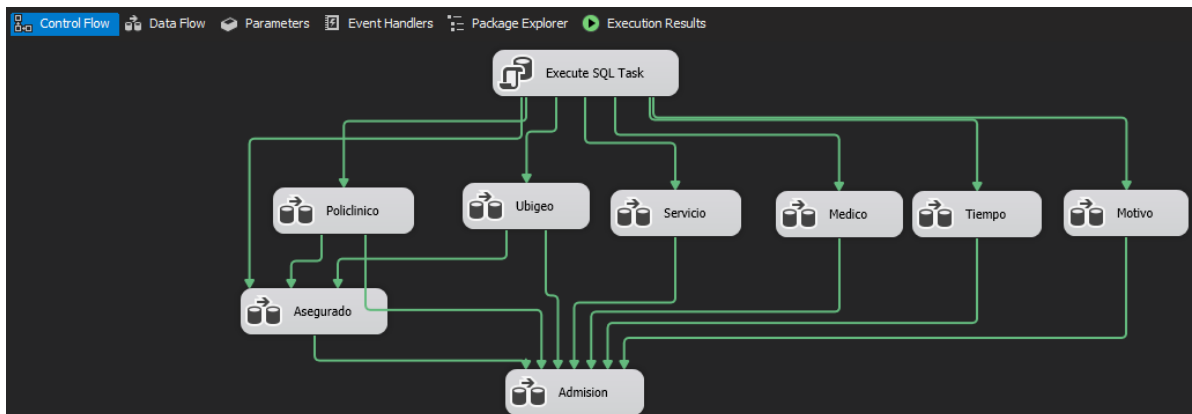 Control Flow
Data Flow
Parameters
Event Handlers
Package Explorer
Execution Results
Execute SQL Task
Policlinico
Ubigeo
Servicio
Medico
Tiempo
Motivo
Asegurado
Admision